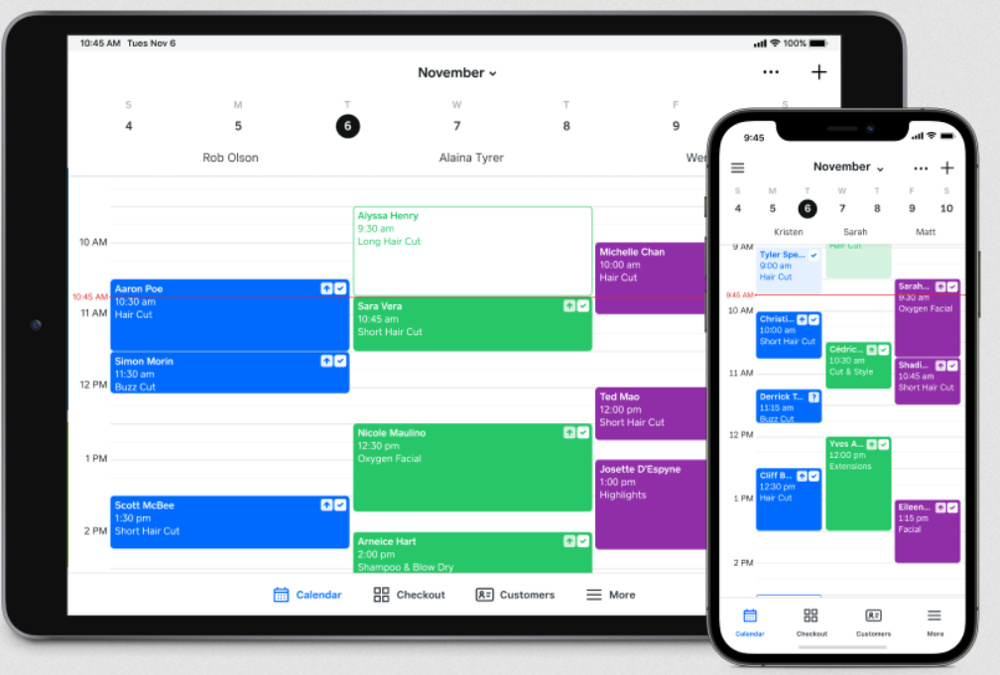 10:45 AM Tues Nov 6
100%
November
S M T W T F S
4 5 6 7 8 9
Rob Olson Alaina Tyrer
10 AM
10:45 AM
11 AM
12 PM
1 PM
2 PM
Aaron Poe
10:30 am
Hair Cut
Simon Morin
11:30 am
Buzz Cut
Scott McBee
1:30 pm
Short Hair Cut
Alyssa Henry
9:30 am
Long Hair Cut
Sara Vera
10:45 am
Short Hair Cut
Nicole Maulino
12:30 pm
Oxygen Facial
Arneice Hart
2:00 pm
Shampoo & Blow Dry
Michelle Chan
10:00 am
Hair Cut
Ted Mao
12:00 pm
Short Hair Cut
Josette D'Espyne
1:00 pm
Highlights
Calendar Checkout Customers More
9:45
November
S M T W T F S
4 5 6 7 8 9 10
Kristen Sarah Matt
9 AM
9:45 AM
10 AM
11 AM
12 PM
1 PM
2 PM
Tyler Spe...
9:00 am
Hair Cut
Christi...
10:00 am
Short Hair Cut
Derrick T... ?
11:15 am
Buzz Cut
Cliff B...
12:30 pm
Hair Cut
Hair Cut
Cédric...
10:30 am
Cut & Style
Yves A...
12:00 pm
Extensions
Sarah...
9:30 am
Oxygen Facial
Shadi...
10:45 am
Short Hair Cut
Eileen...
1:15 pm
Facial
Calendar Checkout Customers More